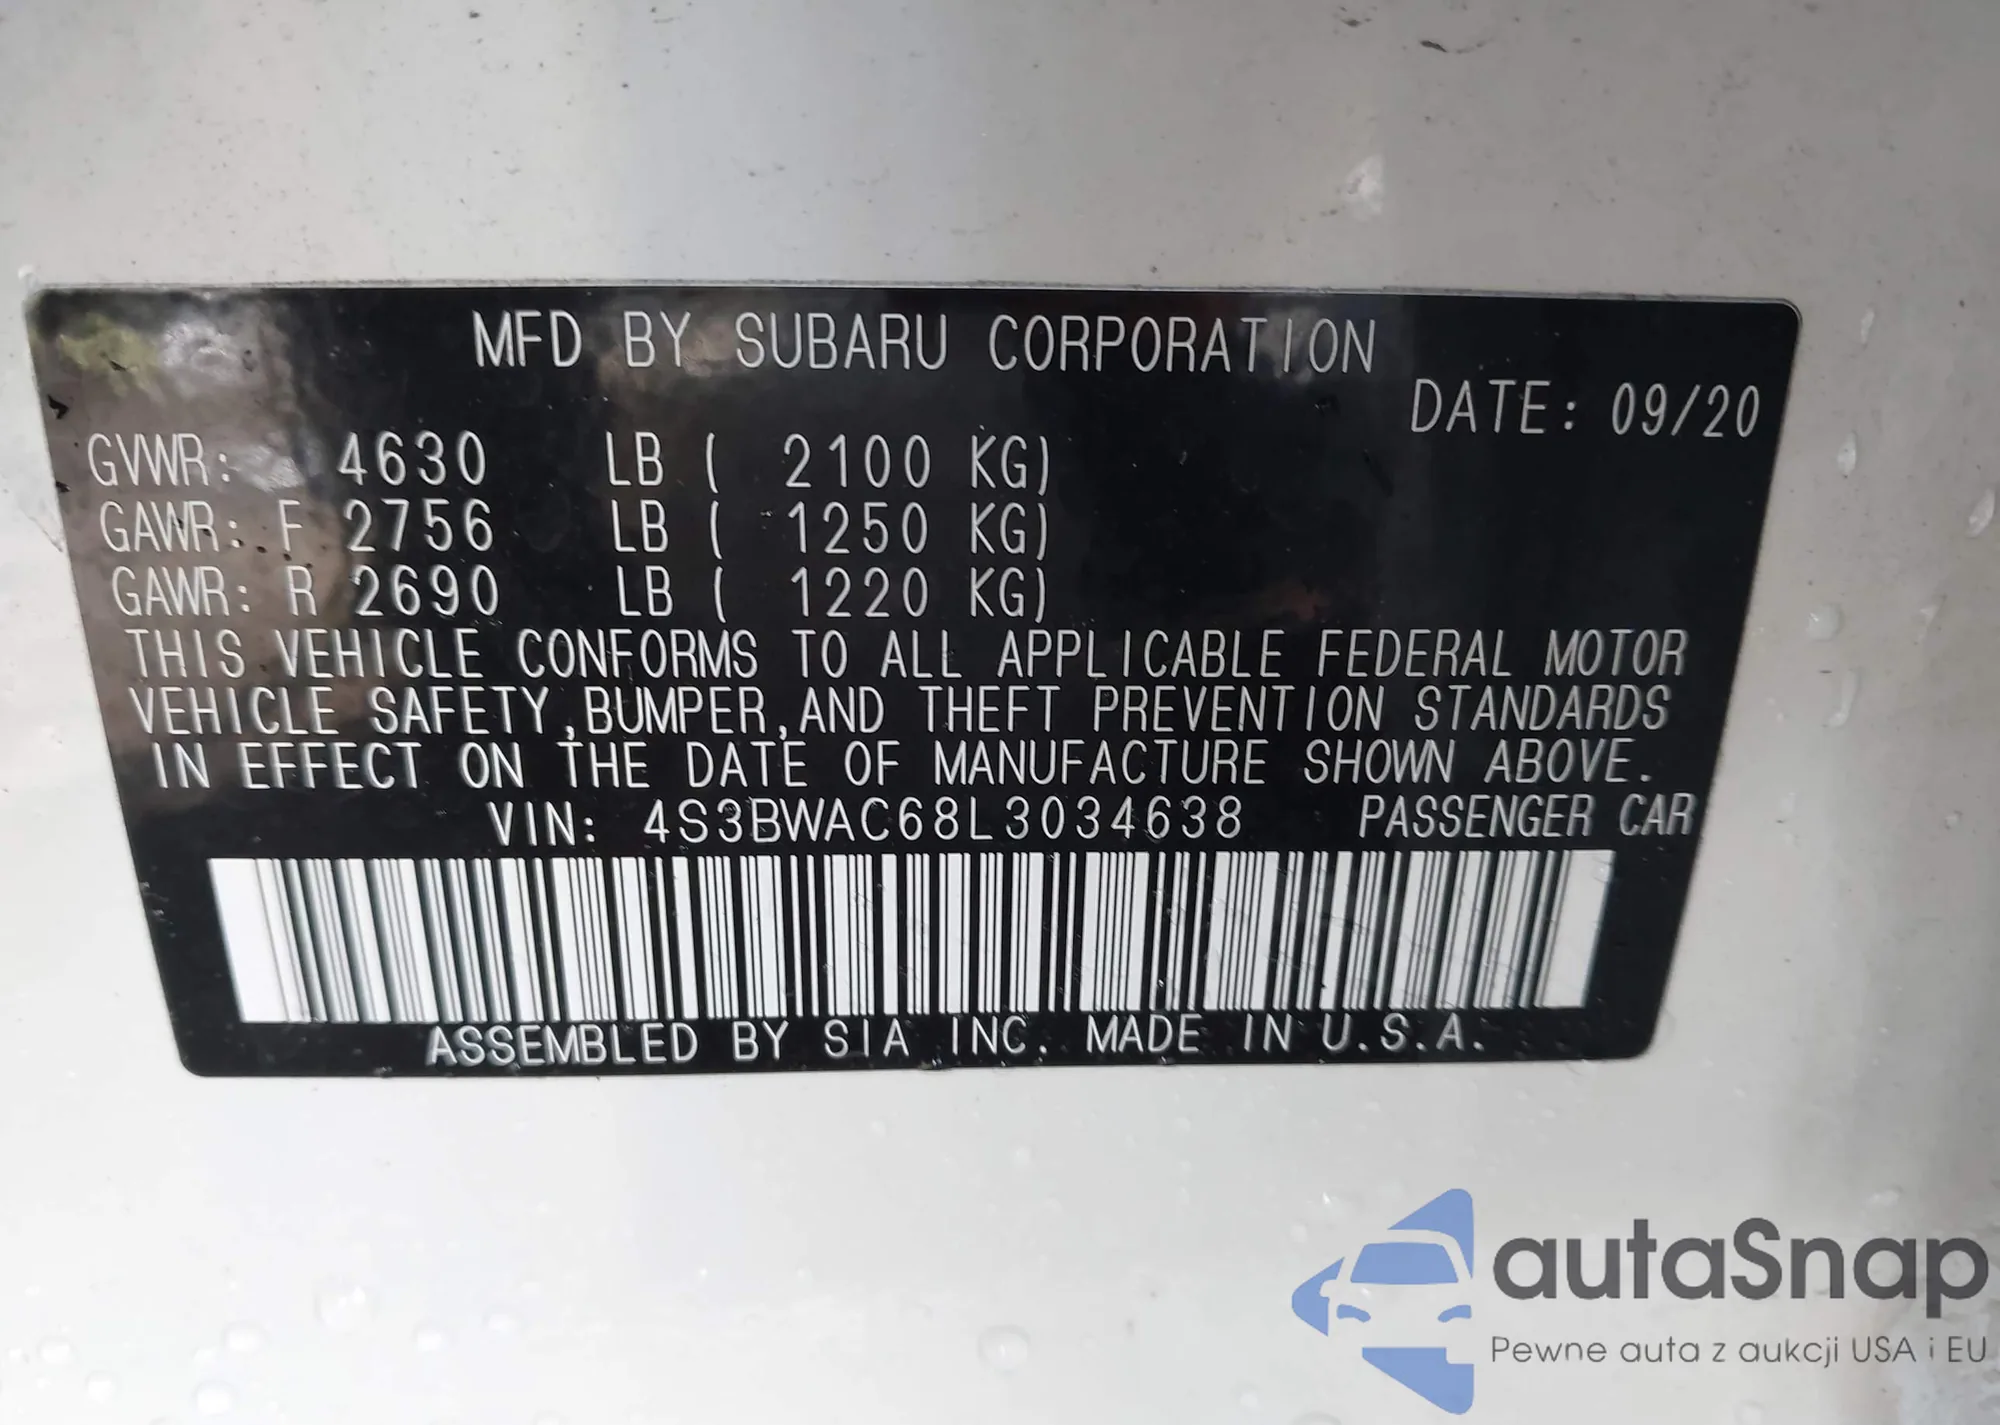 MFD BY SUBARU CORPORATION
DATE: 09/20
GVWR: 4630 LB ( 2100 KG)
GAWR: F 2756 LB ( 1250 KG)
GAWR: R 2690 LB ( 1220 KG)
THIS VEHICLE CONFORMS TO ALL APPLICABLE FEDERAL MOTOR
VEHICLE SAFETY,BUMPER,AND THEFT PREVENTION STANDARDS
IN EFFECT ON THE DATE OF MANUFACTURE SHOWN ABOVE.
VIN: 4S3BWAC68L3034638 PASSENGER CAR
ASSEMBLED BY SIA INC. MADE IN U.S.A.
autaSnap
Pewne auta z aukcji USA i EU